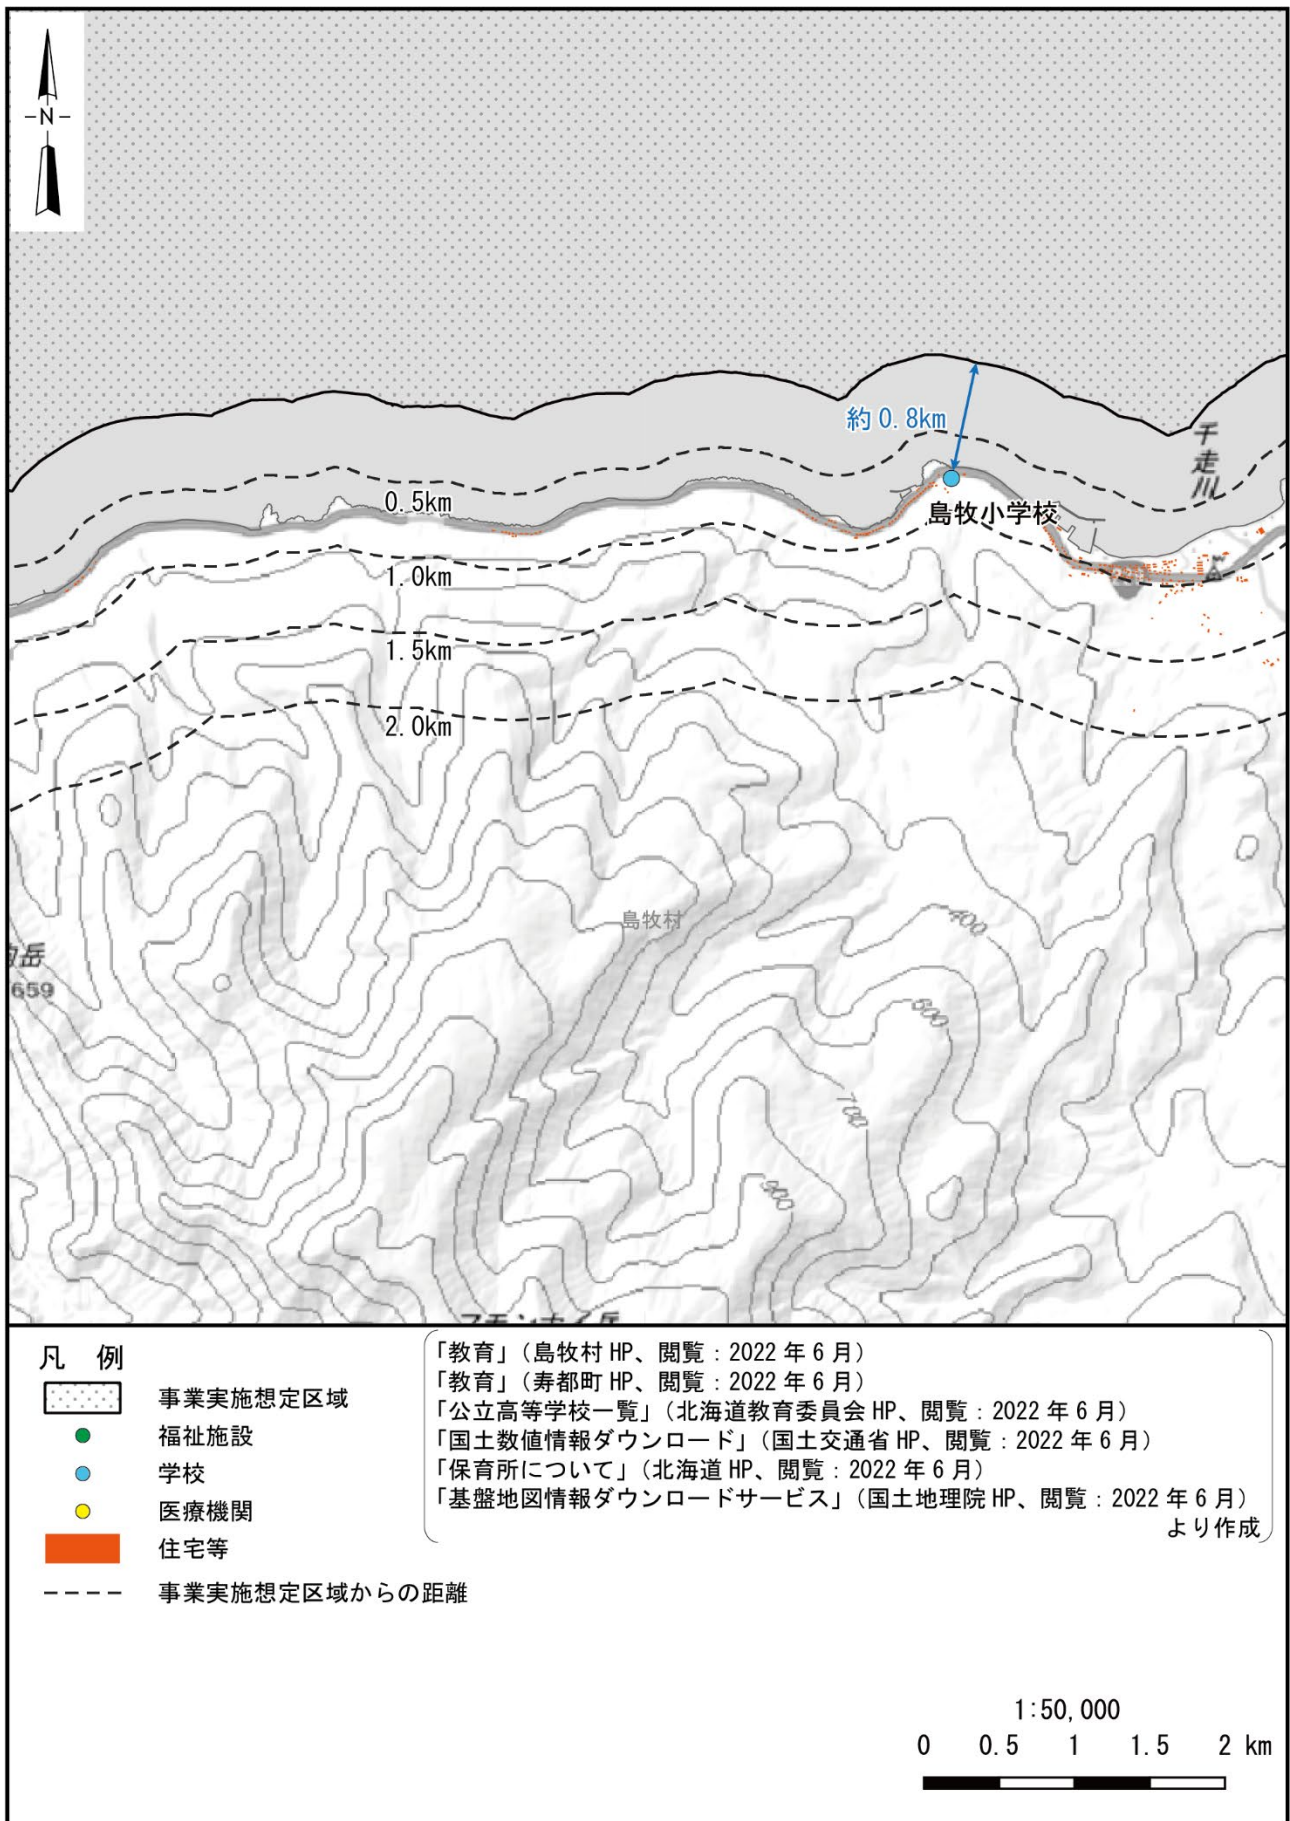 N
約0.8km
千走川
0.5km
島牧小学校
1.0km
1.5km
2.0km
島牧村
400
岳
659
600
700
900
凡 例
事業実施想定区域
福祉施設
学校
医療機関
住宅等
事業実施想定区域からの距離
「教育」（島牧村 HP、閲覧：2022 年 6 月）
「教育」（寿都町 HP、閲覧：2022 年 6 月）
「公立高等学校一覧」（北海道教育委員会 HP、閲覧：2022 年 6 月）
「国土数値情報ダウンロード」（国土交通省 HP、閲覧：2022 年 6 月）
「保育所について」（北海道 HP、閲覧：2022 年 6 月）
「基盤地図情報ダウンロードサービス」（国土地理院 HP、閲覧：2022 年 6 月）
より作成
1:50,000
0 0.5 1 1.5 2 km